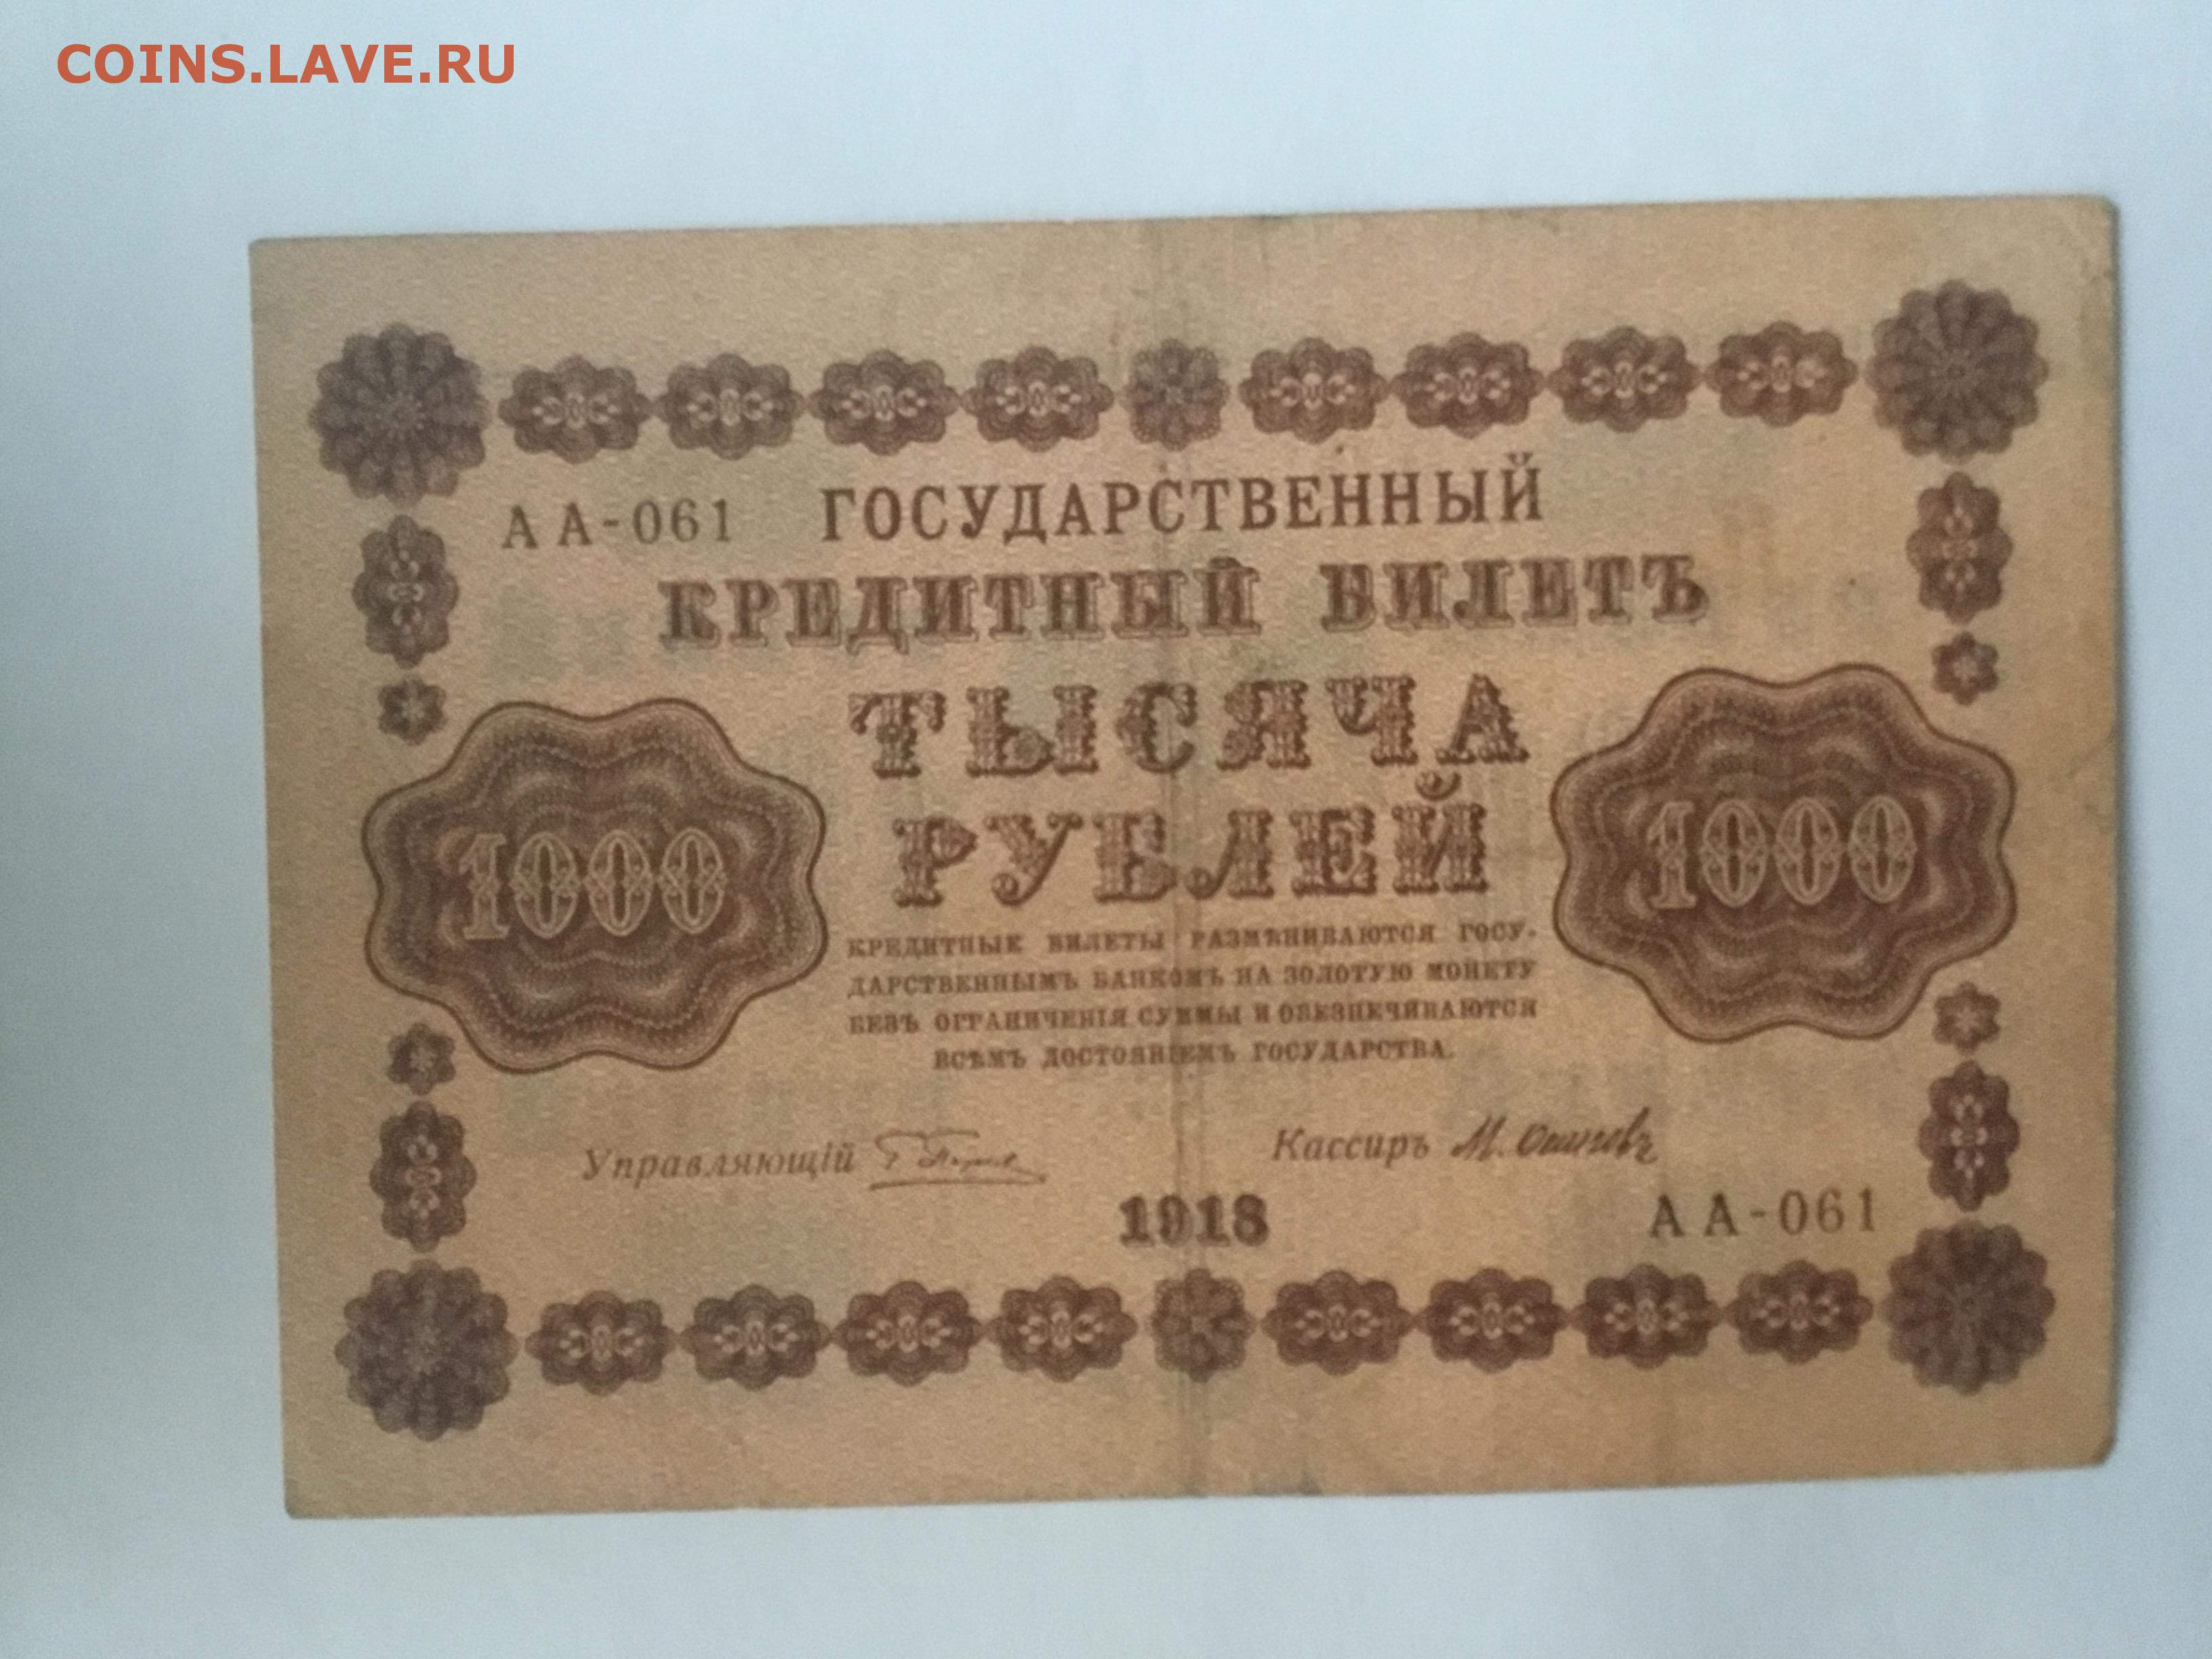 COINS.LAVE.RU
АА-061 ГОСУДАРСТВЕННЫЙ
КРЕДИТНЫЙ БИЛЕТЪ
ТЫСЯЧА
РУБЛЕЙ
1000 1000
КРЕДИТНЫЕ БИЛЕТЫ РАЗМѢНИВАЮТСЯ ГОСУ-
ДАРСТВЕННЫМЪ БАНКОМЪ НА ЗОЛОТУЮ МОНЕТУ
БЕЗЪ ОГРАНИЧЕНІЯ СУММЫ И ОБЕЗПЕЧИВАЮТСЯ
ВСѢМЪ ДОСТОЯНІЕМЪ ГОСУДАРСТВА.
Управляющій Кассиръ М. Осиповъ
1918
АА-061